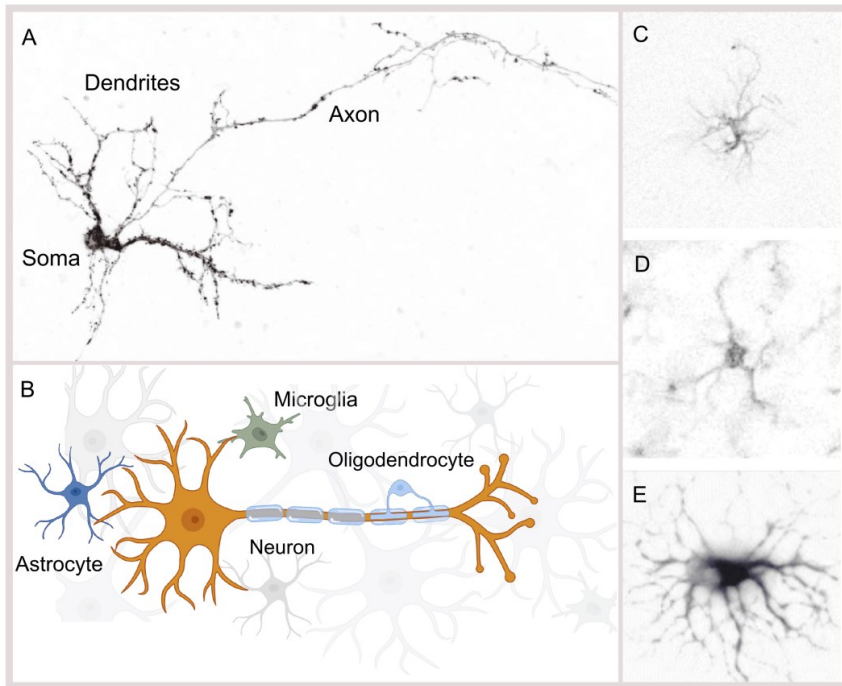 A
Dendrites
Axon
Soma
B
Microglia
Oligodendrocyte
Neuron
Astrocyte
C
D
E